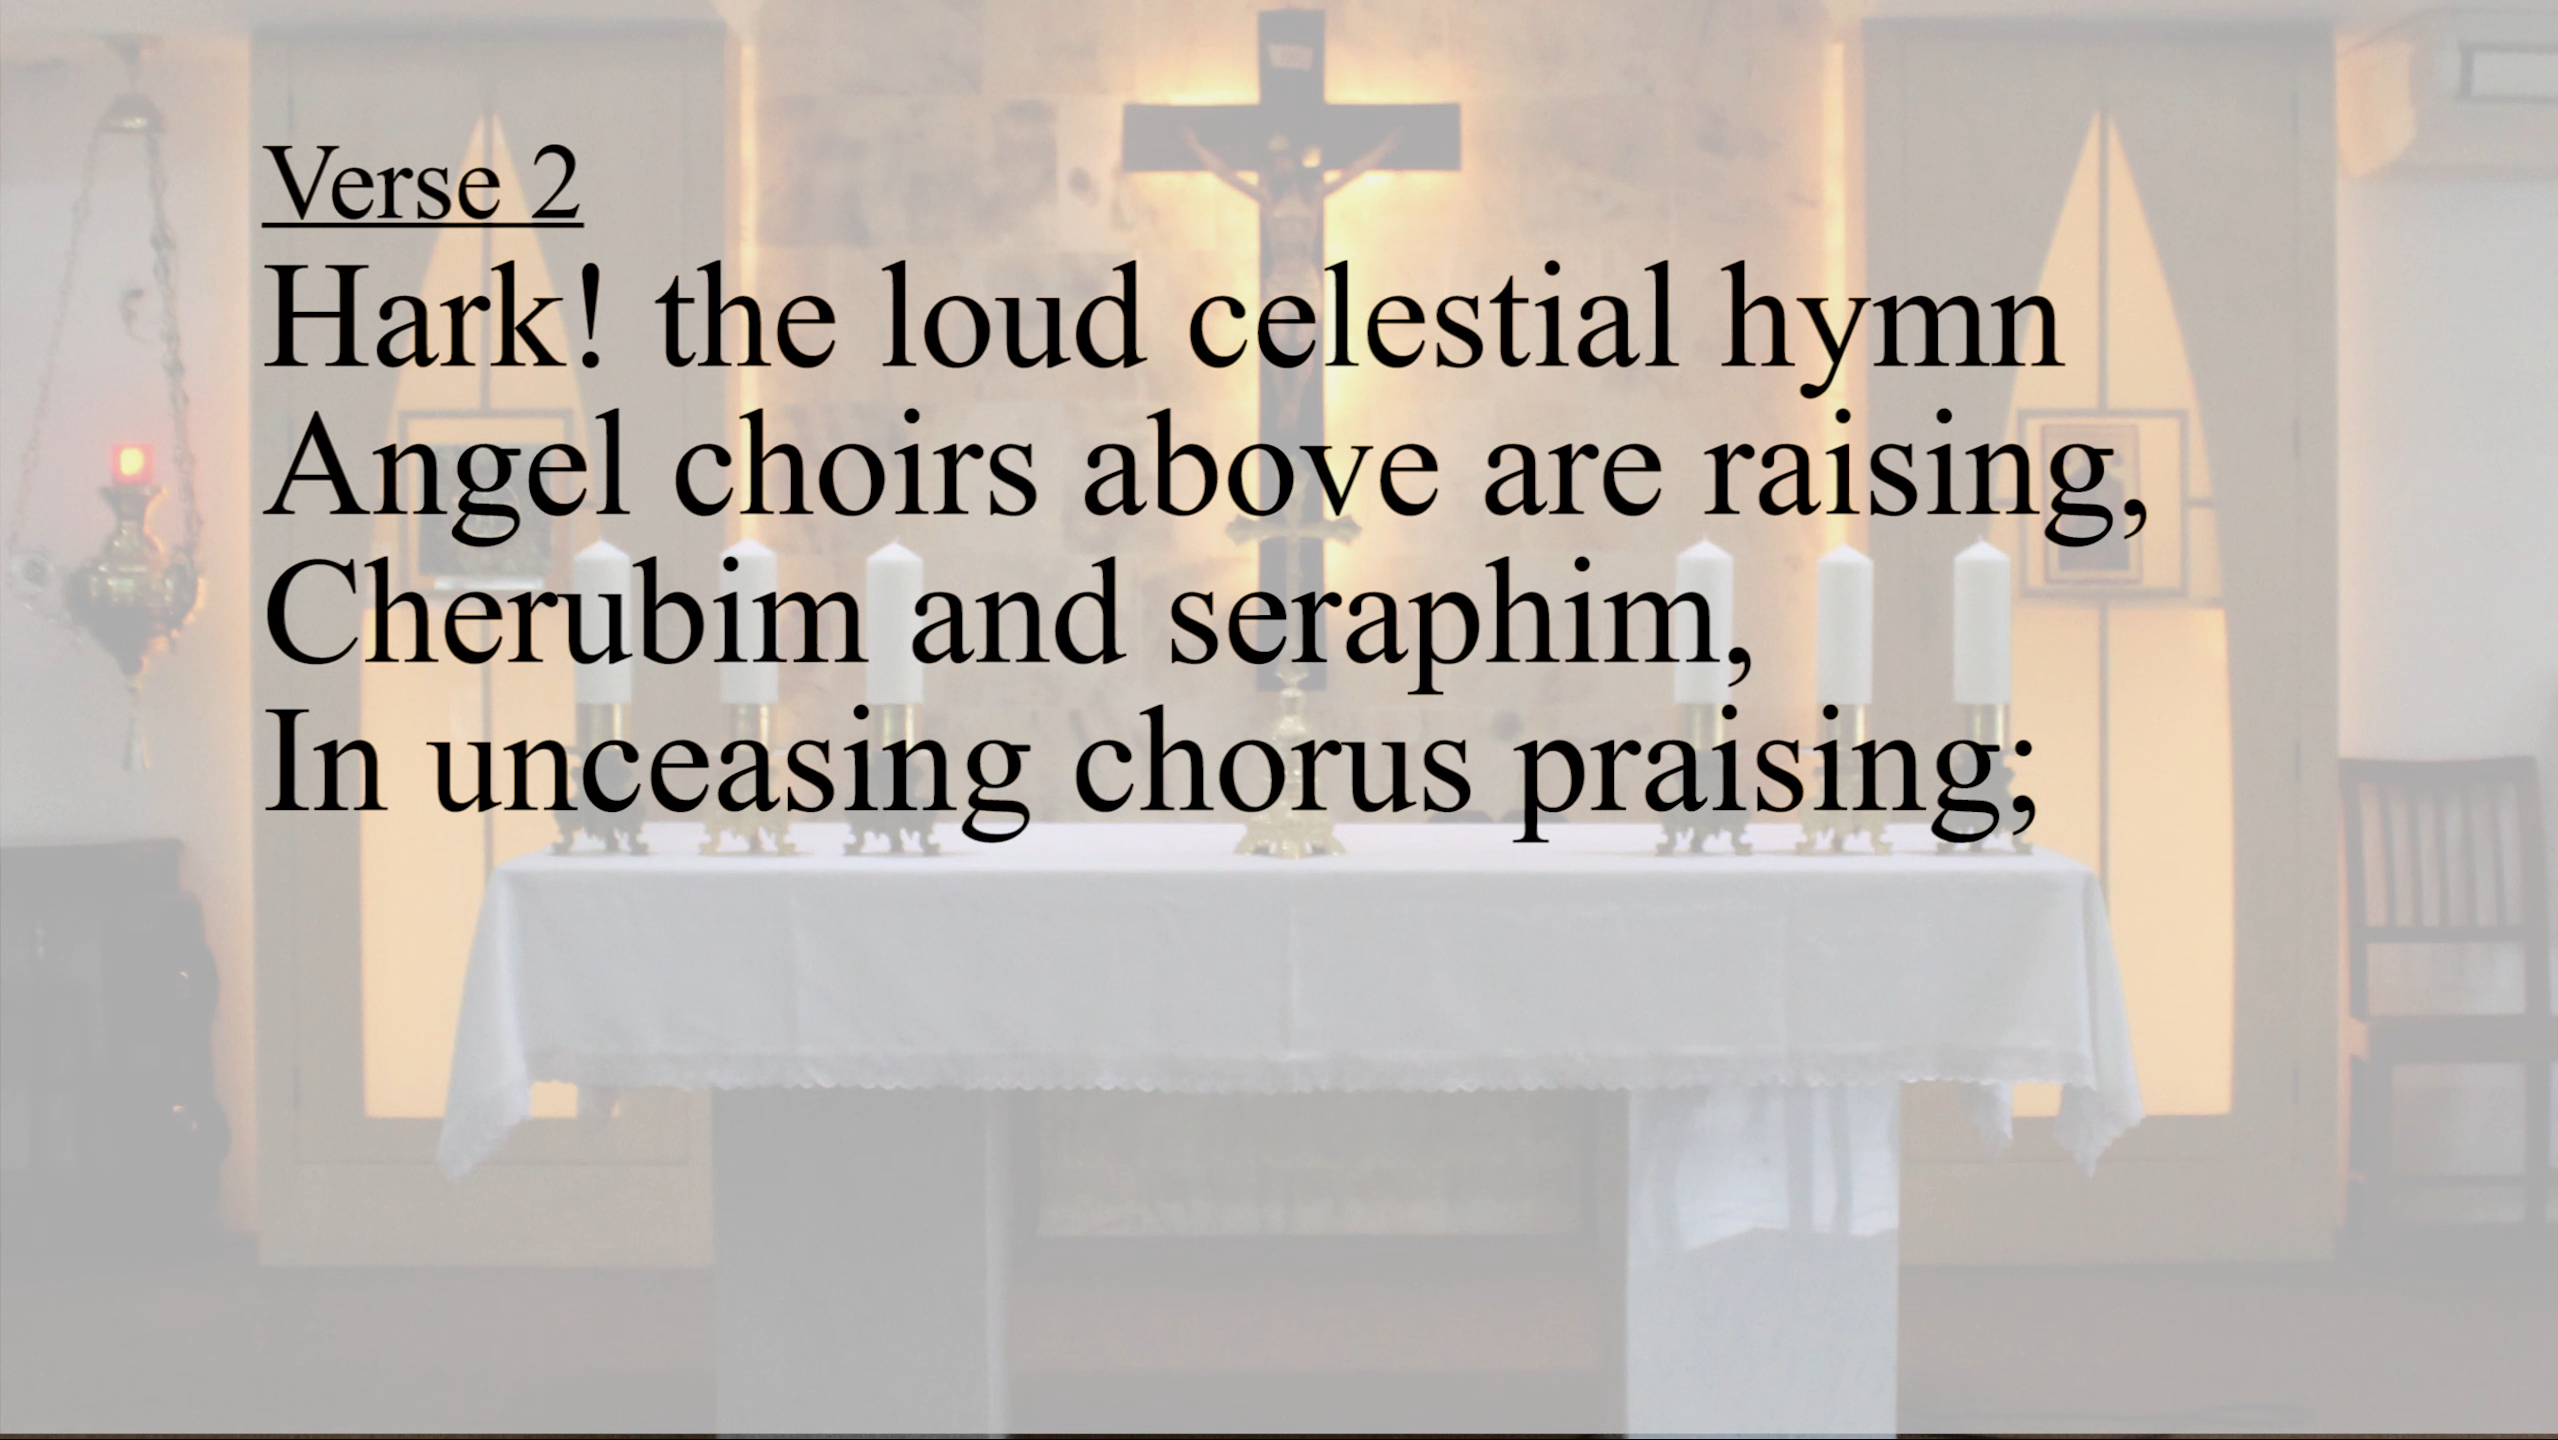 Verse 2
Hark! the loud celestial hymn
Angel choirs above are raising,
Cherubim and seraphim,
In unceasing chorus praising;